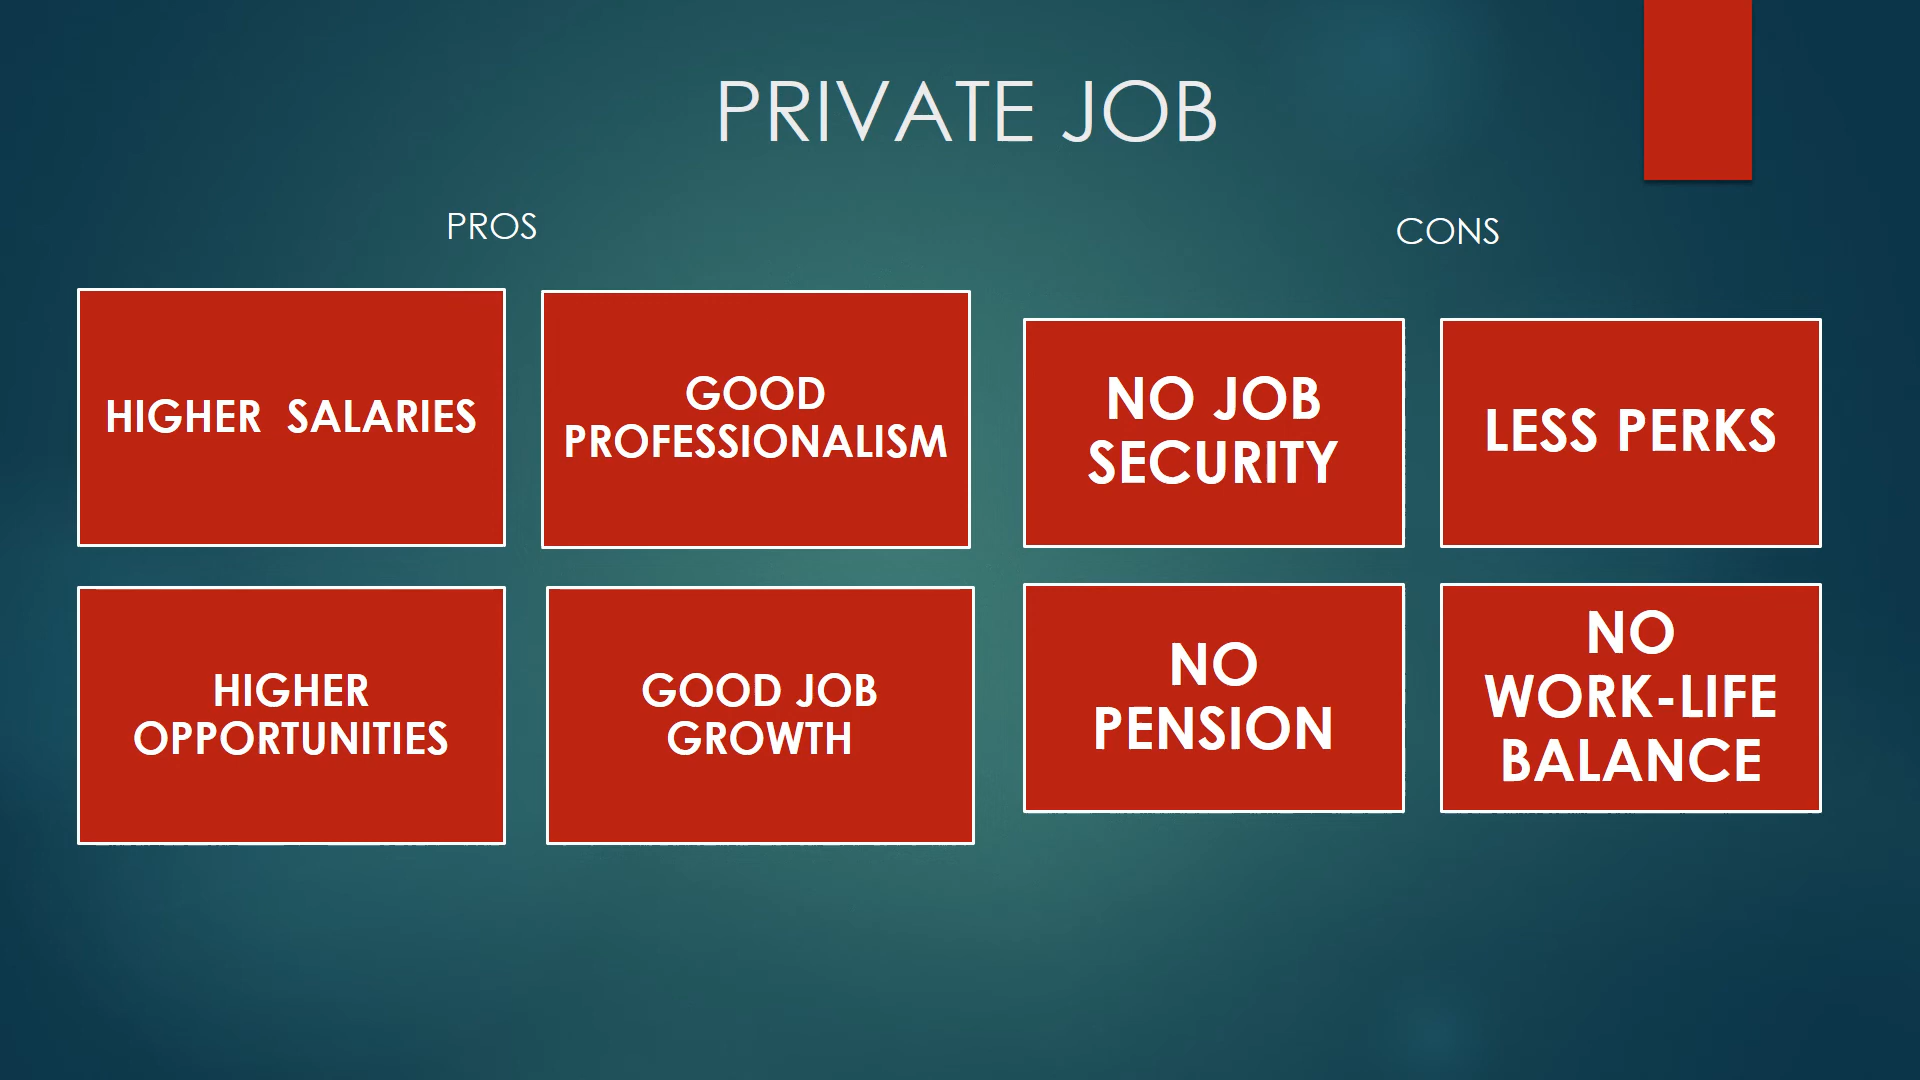 PRIVATE JOB
PROS
HIGHER  SALARIES
GOOD
PROFESSIONALISM
HIGHER
OPPORTUNITIES
GOOD JOB
GROWTH
CONS
NO JOB
SECURITY
LESS PERKS
NO
PENSION
NO
WORK-LIFE
BALANCE